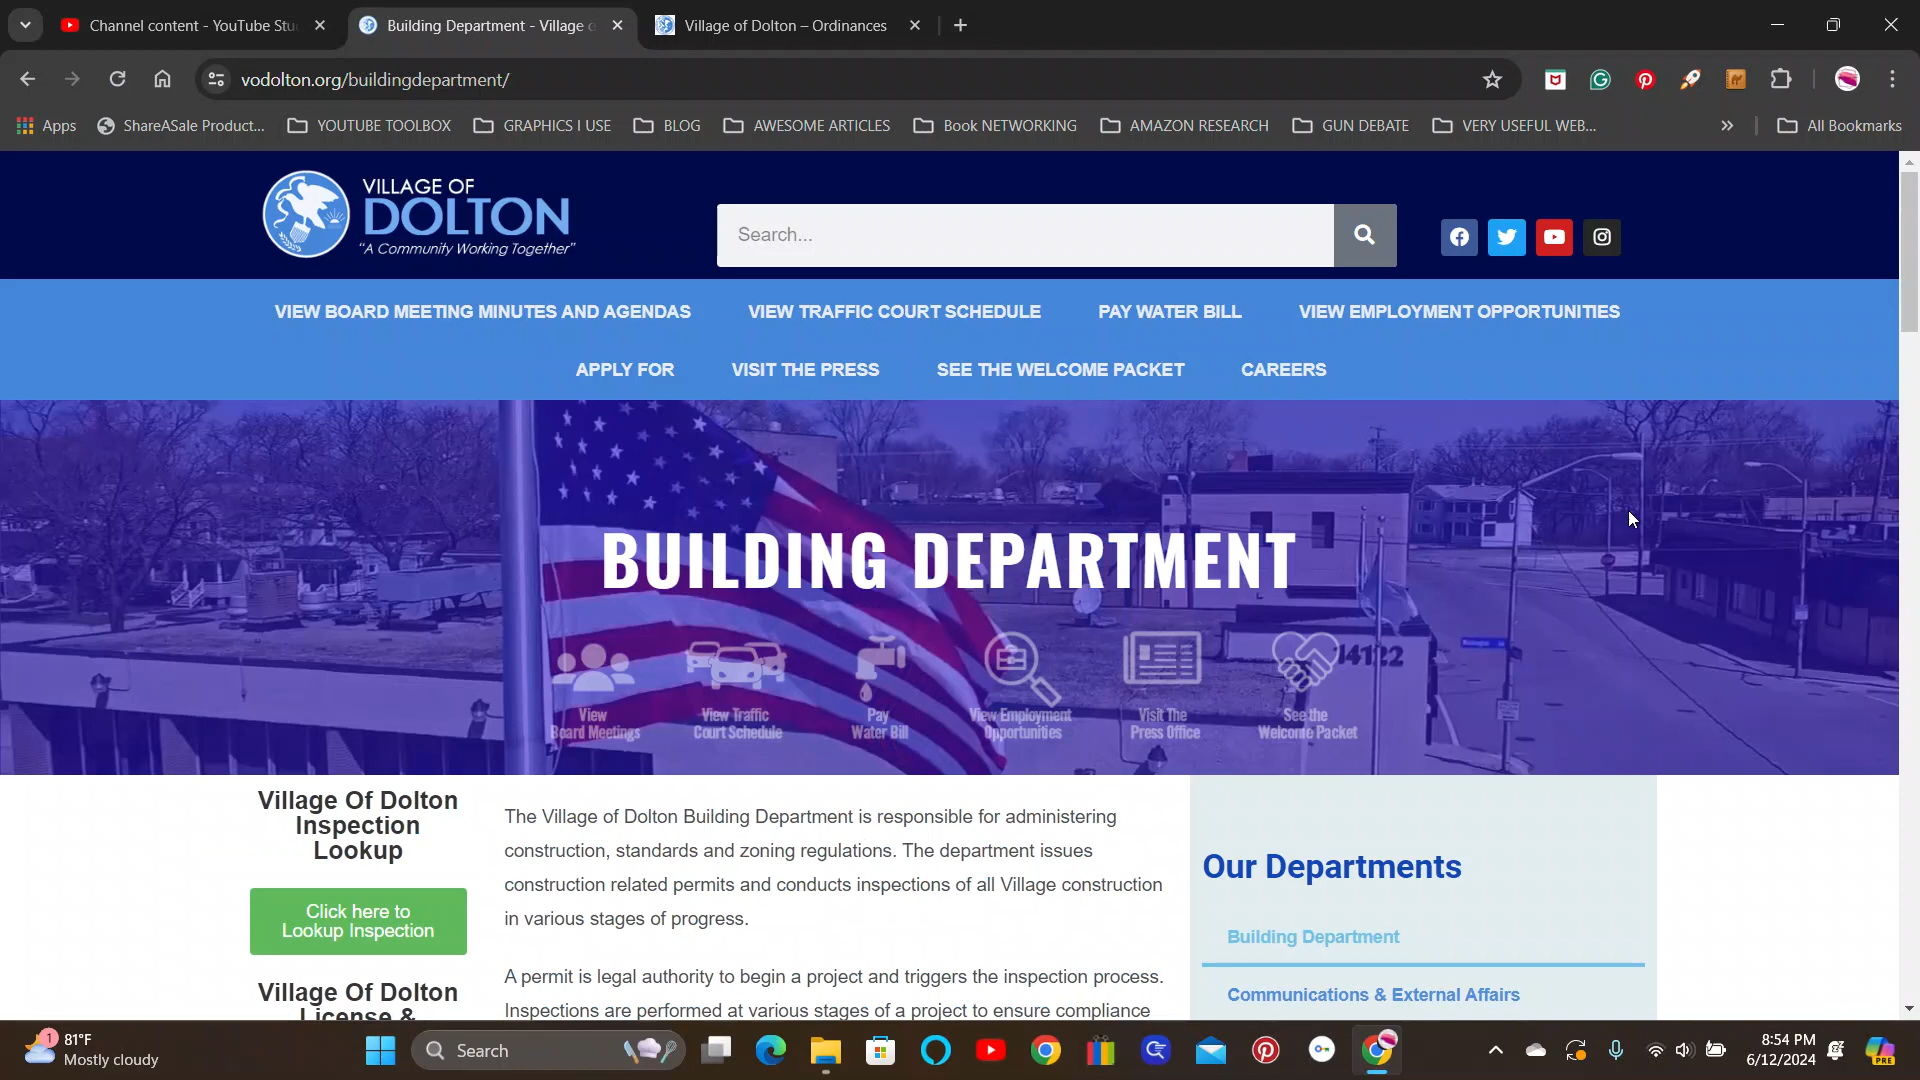 Channel content - YouTube Stu
Building Department - Village o
Village of Dolton – Ordinances
vodolton.org/buildingdepartment/
Apps
ShareASale Product...
YOUTUBE TOOLBOX
GRAPHICS I USE
BLOG
AWESOME ARTICLES
Book NETWORKING
AMAZON RESEARCH
GUN DEBATE
VERY USEFUL WEB...
All Bookmarks
VILLAGE OF
DOLTON
"A Community Working Together"
Search...
VIEW BOARD MEETING MINUTES AND AGENDAS
VIEW TRAFFIC COURT SCHEDULE
PAY WATER BILL
VIEW EMPLOYMENT OPPORTUNITIES
APPLY FOR
VISIT THE PRESS
SEE THE WELCOME PACKET
CAREERS
BUILDING DEPARTMENT
14122
View
Board Meetings
View Traffic
Court Schedule
Pay
Water Bill
View Employment
Opportunities
Visit The
Press Office
See the
Welcome Packet
Village Of Dolton
Inspection
Lookup
Click here to
Lookup Inspection
Village Of Dolton
License &
The Village of Dolton Building Department is responsible for administering
construction, standards and zoning regulations. The department issues
construction related permits and conducts inspections of all Village construction
in various stages of progress.
A permit is legal authority to begin a project and triggers the inspection process.
Inspections are performed at various stages of a project to ensure compliance
Our Departments
Building Department
Communications & External Affairs
1
81°F
Mostly cloudy
Search
8:54 PM
6/12/2024
PRE